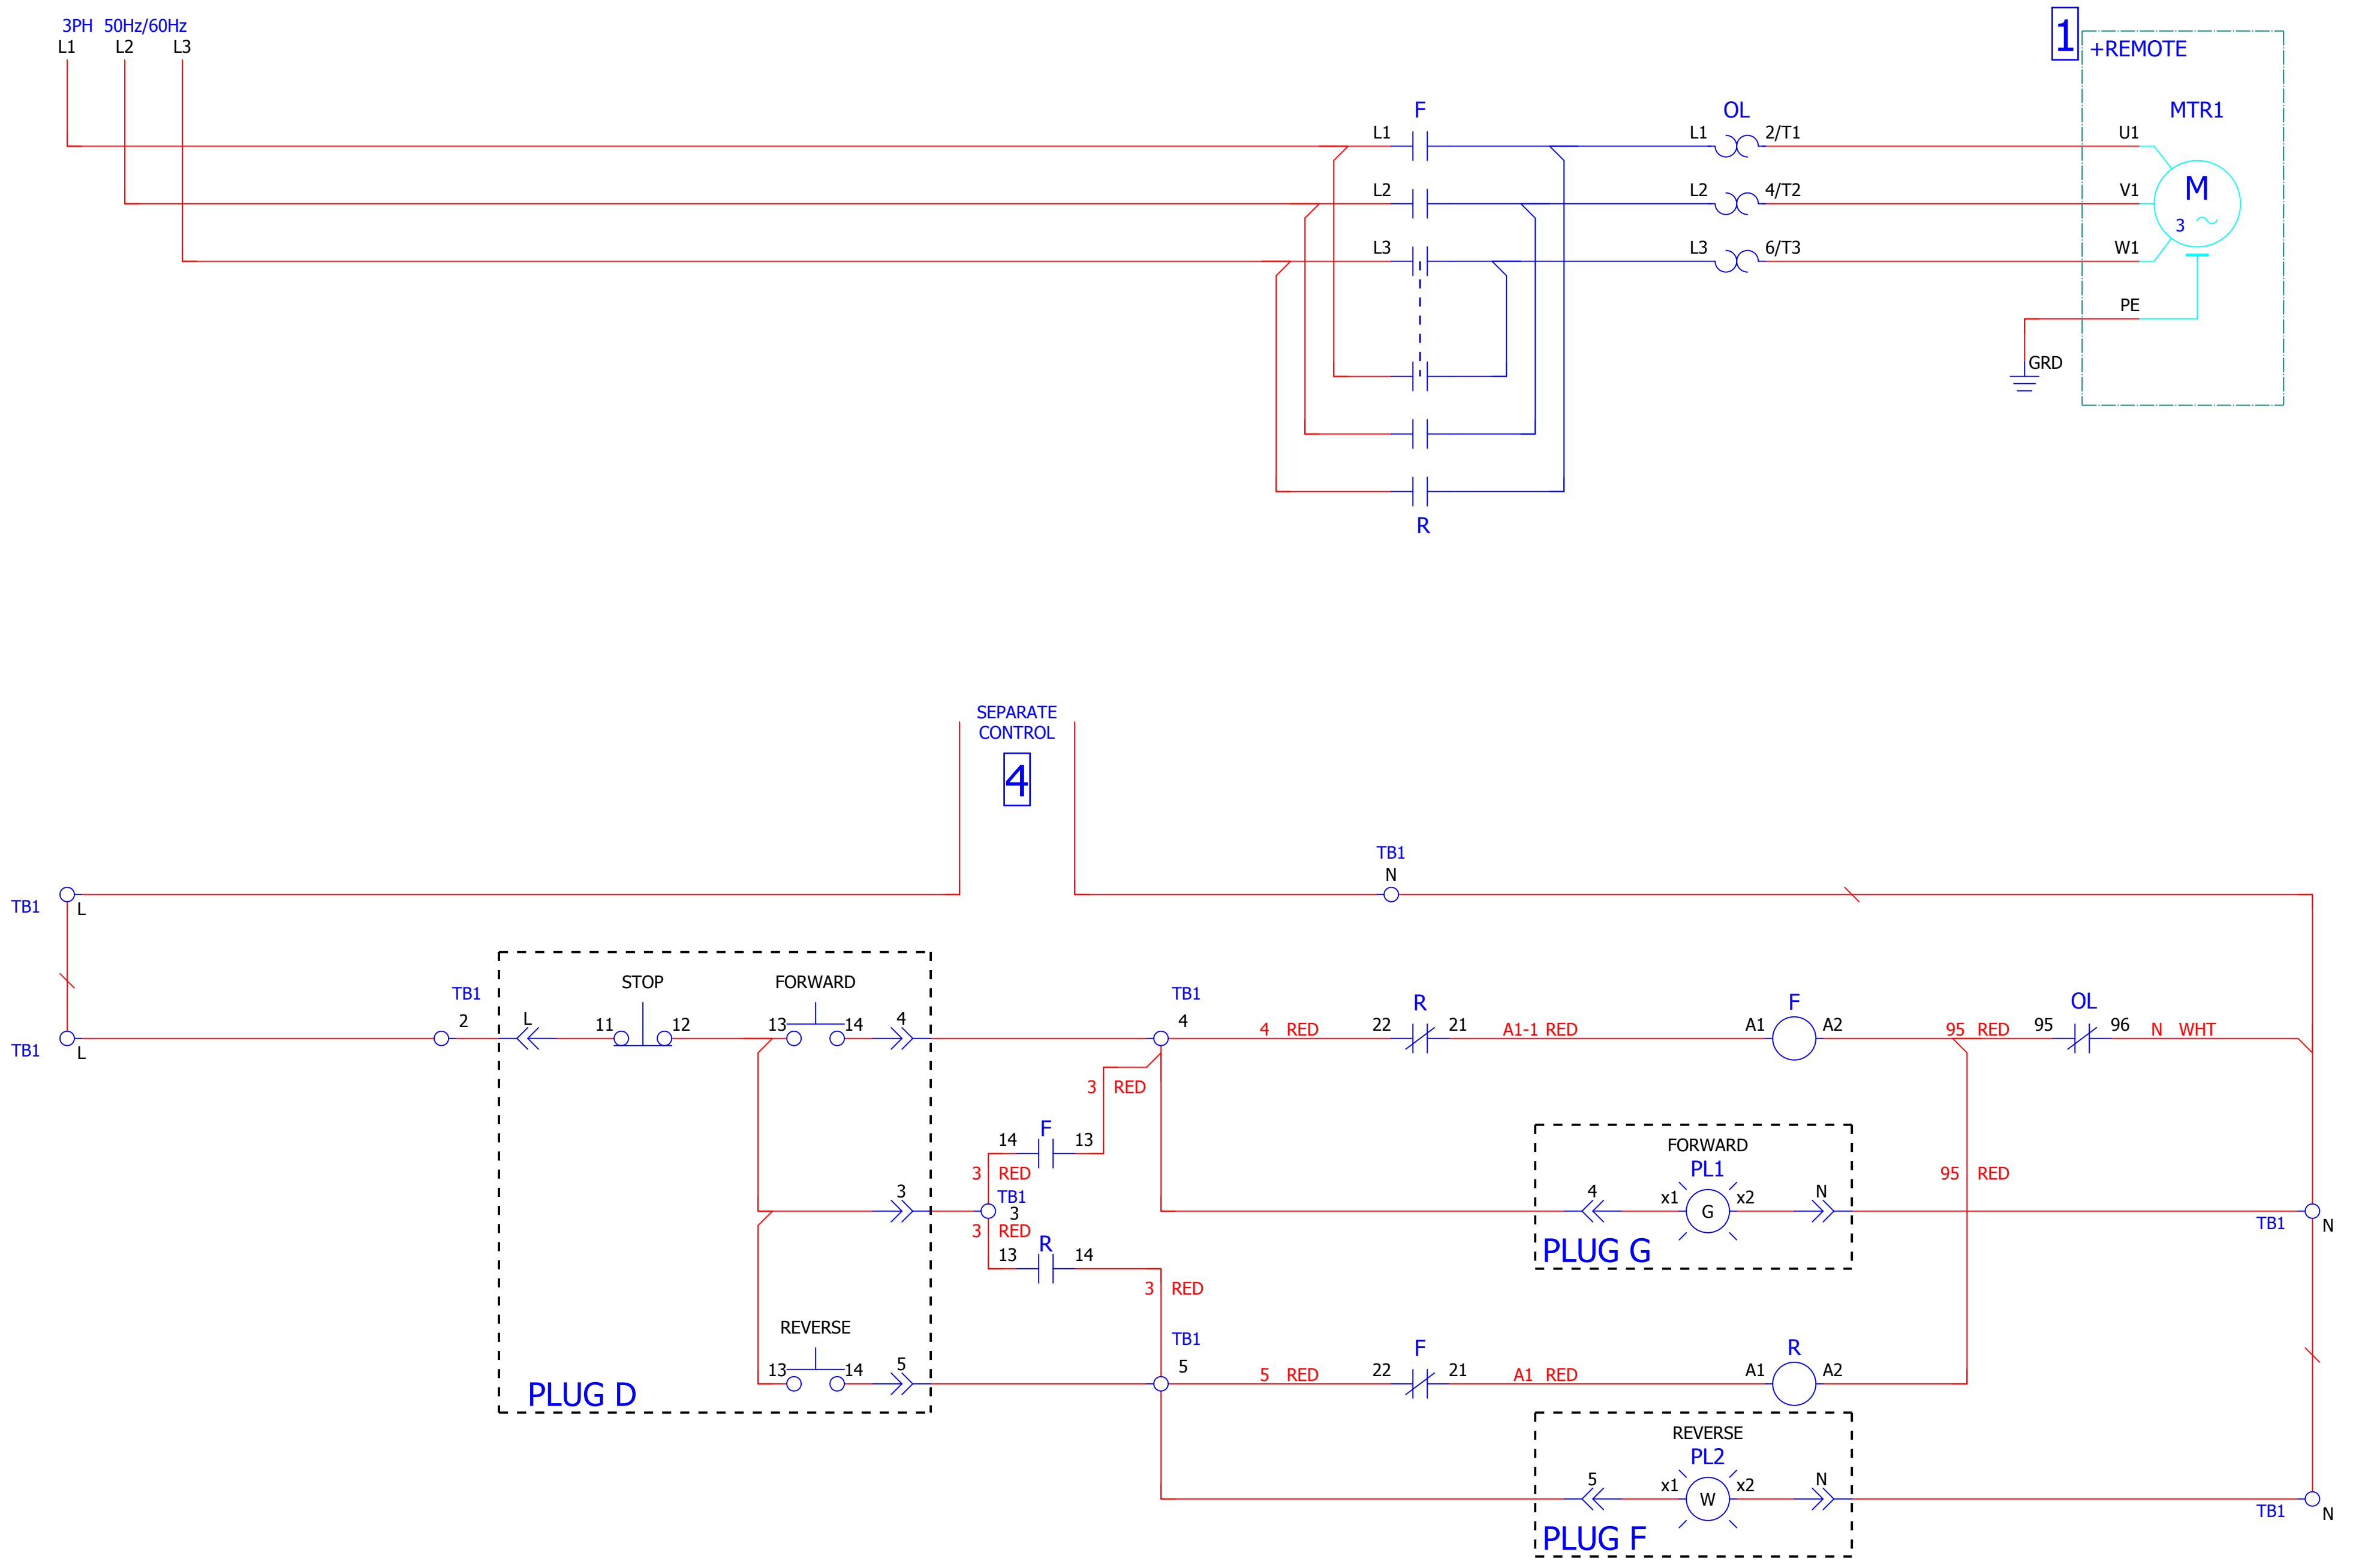 3PH 50Hz/60Hz
L1 L2 L3
1
+REMOTE
F OL MTR1
L1 L1 2/T1 U1
L2 L2 4/T2 V1
M
3
L3 L3 6/T3 W1
PE
GRD
R
SEPARATE
CONTROL
4
TB1
N
TB1 L
STOP FORWARD
TB1 TB1
2 L 11 12 13 14 4 4
R F OL
4 RED 22 21 A1-1 RED A1 A2 95 RED 95 96 N WHT
TB1 L
3 RED
F
14 13
3 RED
FORWARD
PL1
95 RED
3 TB1
3
4 x1 G x2 N
TB1 N
3 RED
PLUG G
R
13 14
3 RED
REVERSE
TB1
13 14 5 5
F R
5 RED 22 21 A1 RED A1 A2
PLUG D
REVERSE
PL2
5 x1 W x2 N
TB1 N
PLUG F